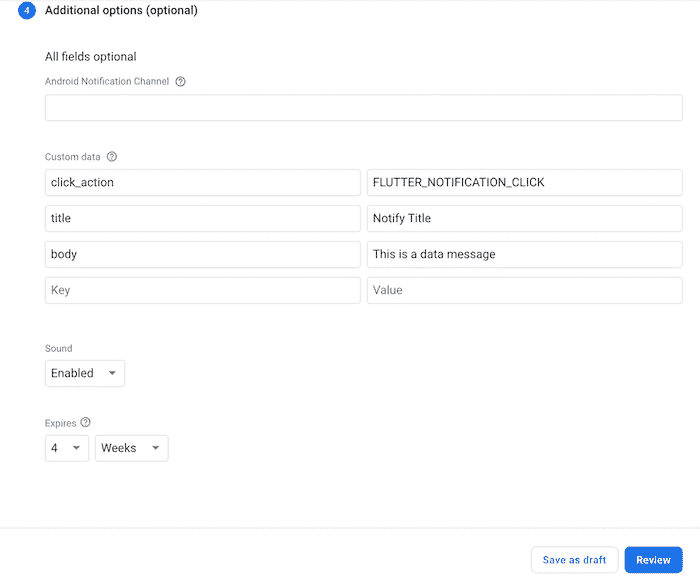 4 Additional options (optional)
All fields optional
Android Notification Channel ?
Custom data ?
click_action FLUTTER_NOTIFICATION_CLICK
title Notify Title
body This is a data message
Key Value
Sound
Enabled
Expires ?
4 Weeks
Save as draft Review